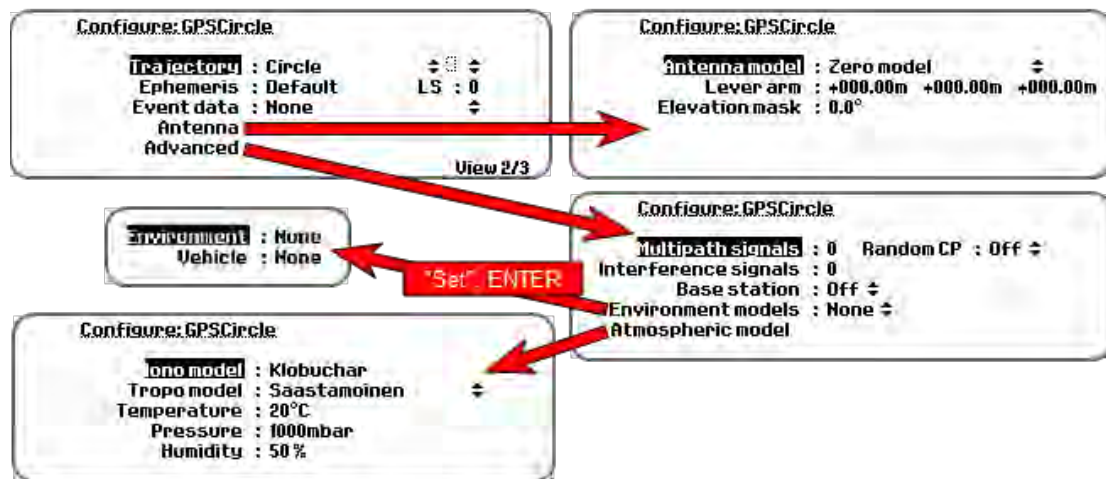 Configure: GPSCircle
Trajectory : Circle
Ephemeris : Default LS : 0
Event data : None
Antenna
Advanced
View 2/3
Configure: GPSCircle
Antenna model : Zero model
Lever arm : +000.00m +000.00m +000.00m
Elevation mask : 0.0°
Configure: GPSCircle
Multipath signals : 0 Random CP : Off
Interference signals : 0
Base station : Off
Environment models : None
Atmospheric model
Environment : None
Vehicle : None
"Set", ENTER
Configure: GPSCircle
Iono model : Klobuchar
Tropo model : Saastamoinen
Temperature : 20°C
Pressure : 1000mbar
Humidity : 50%